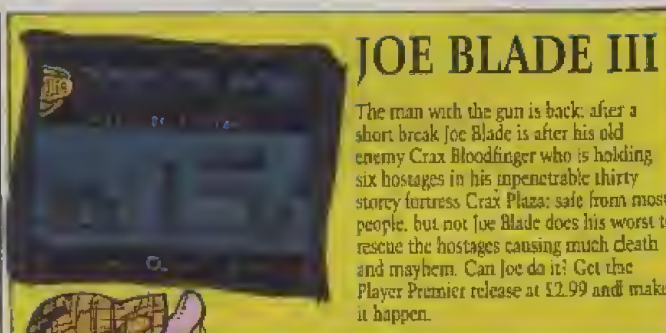 JOE BLADE III
The man with the gun is back: after a
short break Joe Blade is after his old
enemy Crax Bloodfinger who is holding
six hostages in his inpenetrable thirty
storey fortress Crax Plaza: safe from most
people, but not Joe Blade does his worst t
rescue the hostages causing much death
and mayhem. Can Joe do it? Get the
Player Premier release at £2.99 and make
it happen.